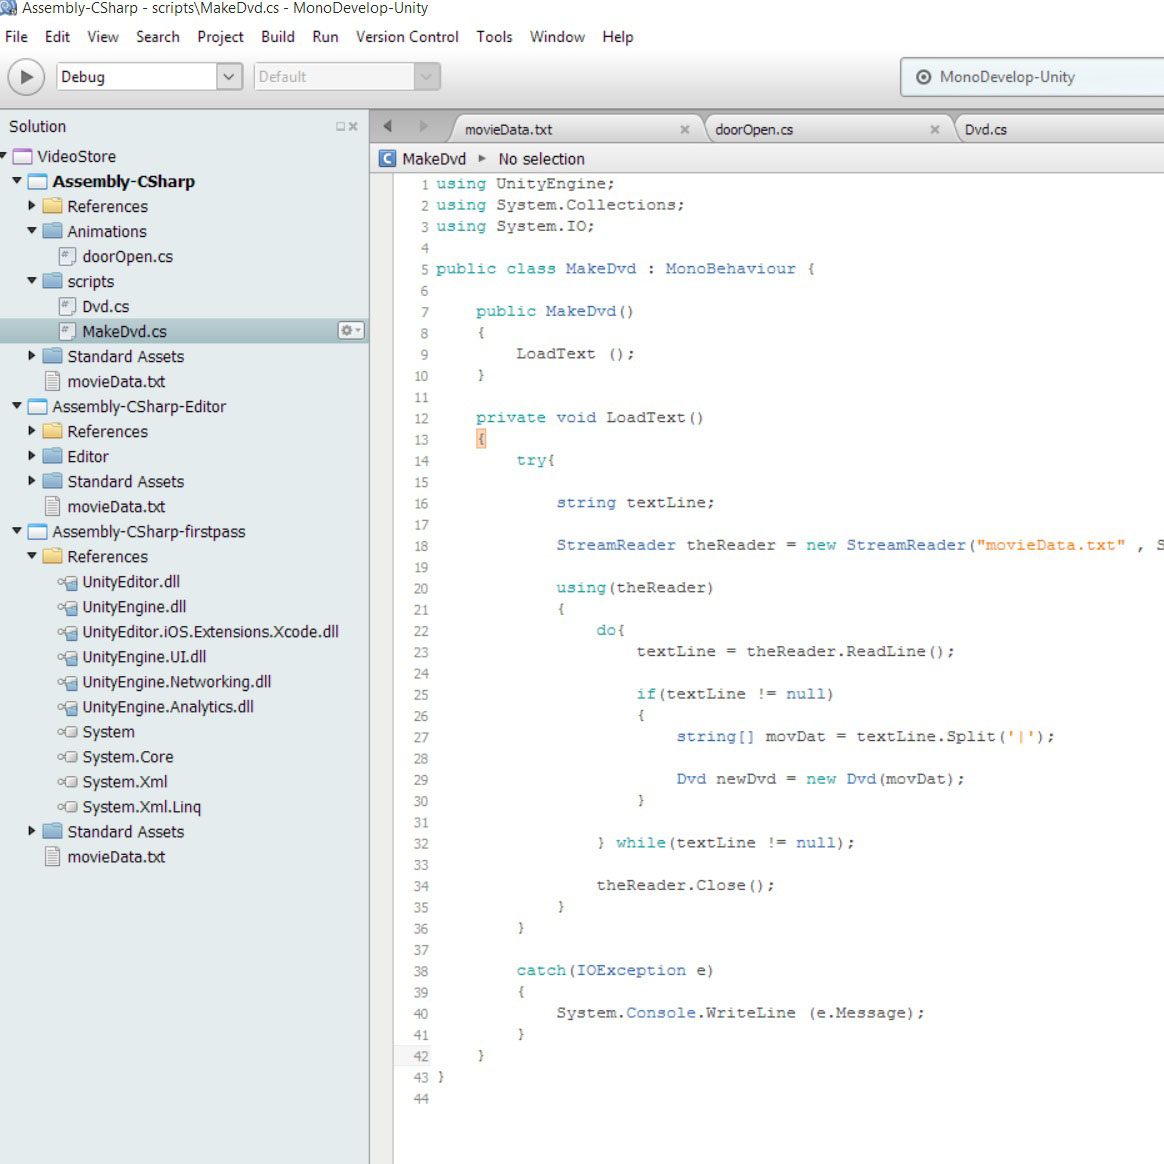 Assembly-CSharp - scripts\MakeDvd.cs - MonoDevelop-Unity
File Edit View Search Project Build Run Version Control Tools Window Help
Debug Default MonoDevelop-Unity
Solution
VideoStore
Assembly-CSharp
References
Animations
doorOpen.cs
scripts
Dvd.cs
MakeDvd.cs
Standard Assets
movieData.txt
Assembly-CSharp-Editor
References
Editor
Standard Assets
movieData.txt
Assembly-CSharp-firstpass
References
UnityEditor.dll
UnityEngine.dll
UnityEditor.iOS.Extensions.Xcode.dll
UnityEngine.UI.dll
UnityEngine.Networking.dll
UnityEngine.Analytics.dll
System
System.Core
System.Xml
System.Xml.Linq
Standard Assets
movieData.txt
movieData.txt doorOpen.cs Dvd.cs
C MakeDvd No selection
1 using UnityEngine;
2 using System.Collections;
3 using System.IO;
4
5 public class MakeDvd : MonoBehaviour {
6
7 public MakeDvd()
8 {
9 LoadText ();
10 }
11
12 private void LoadText()
13 {
14 try{
15
16 string textLine;
17
18 StreamReader theReader = new StreamReader("movieData.txt" , S
19
20 using(theReader)
21 {
22 do{
23 textLine = theReader.ReadLine();
24
25 if(textLine != null)
26 {
27 string[] movDat = textLine.Split('|');
28
29 Dvd newDvd = new Dvd(movDat);
30 }
31
32 } while(textLine != null);
33
34 theReader.Close();
35 }
36 }
37
38 catch(IOException e)
39 {
40 System.Console.WriteLine (e.Message);
41 }
42 }
43 }
44